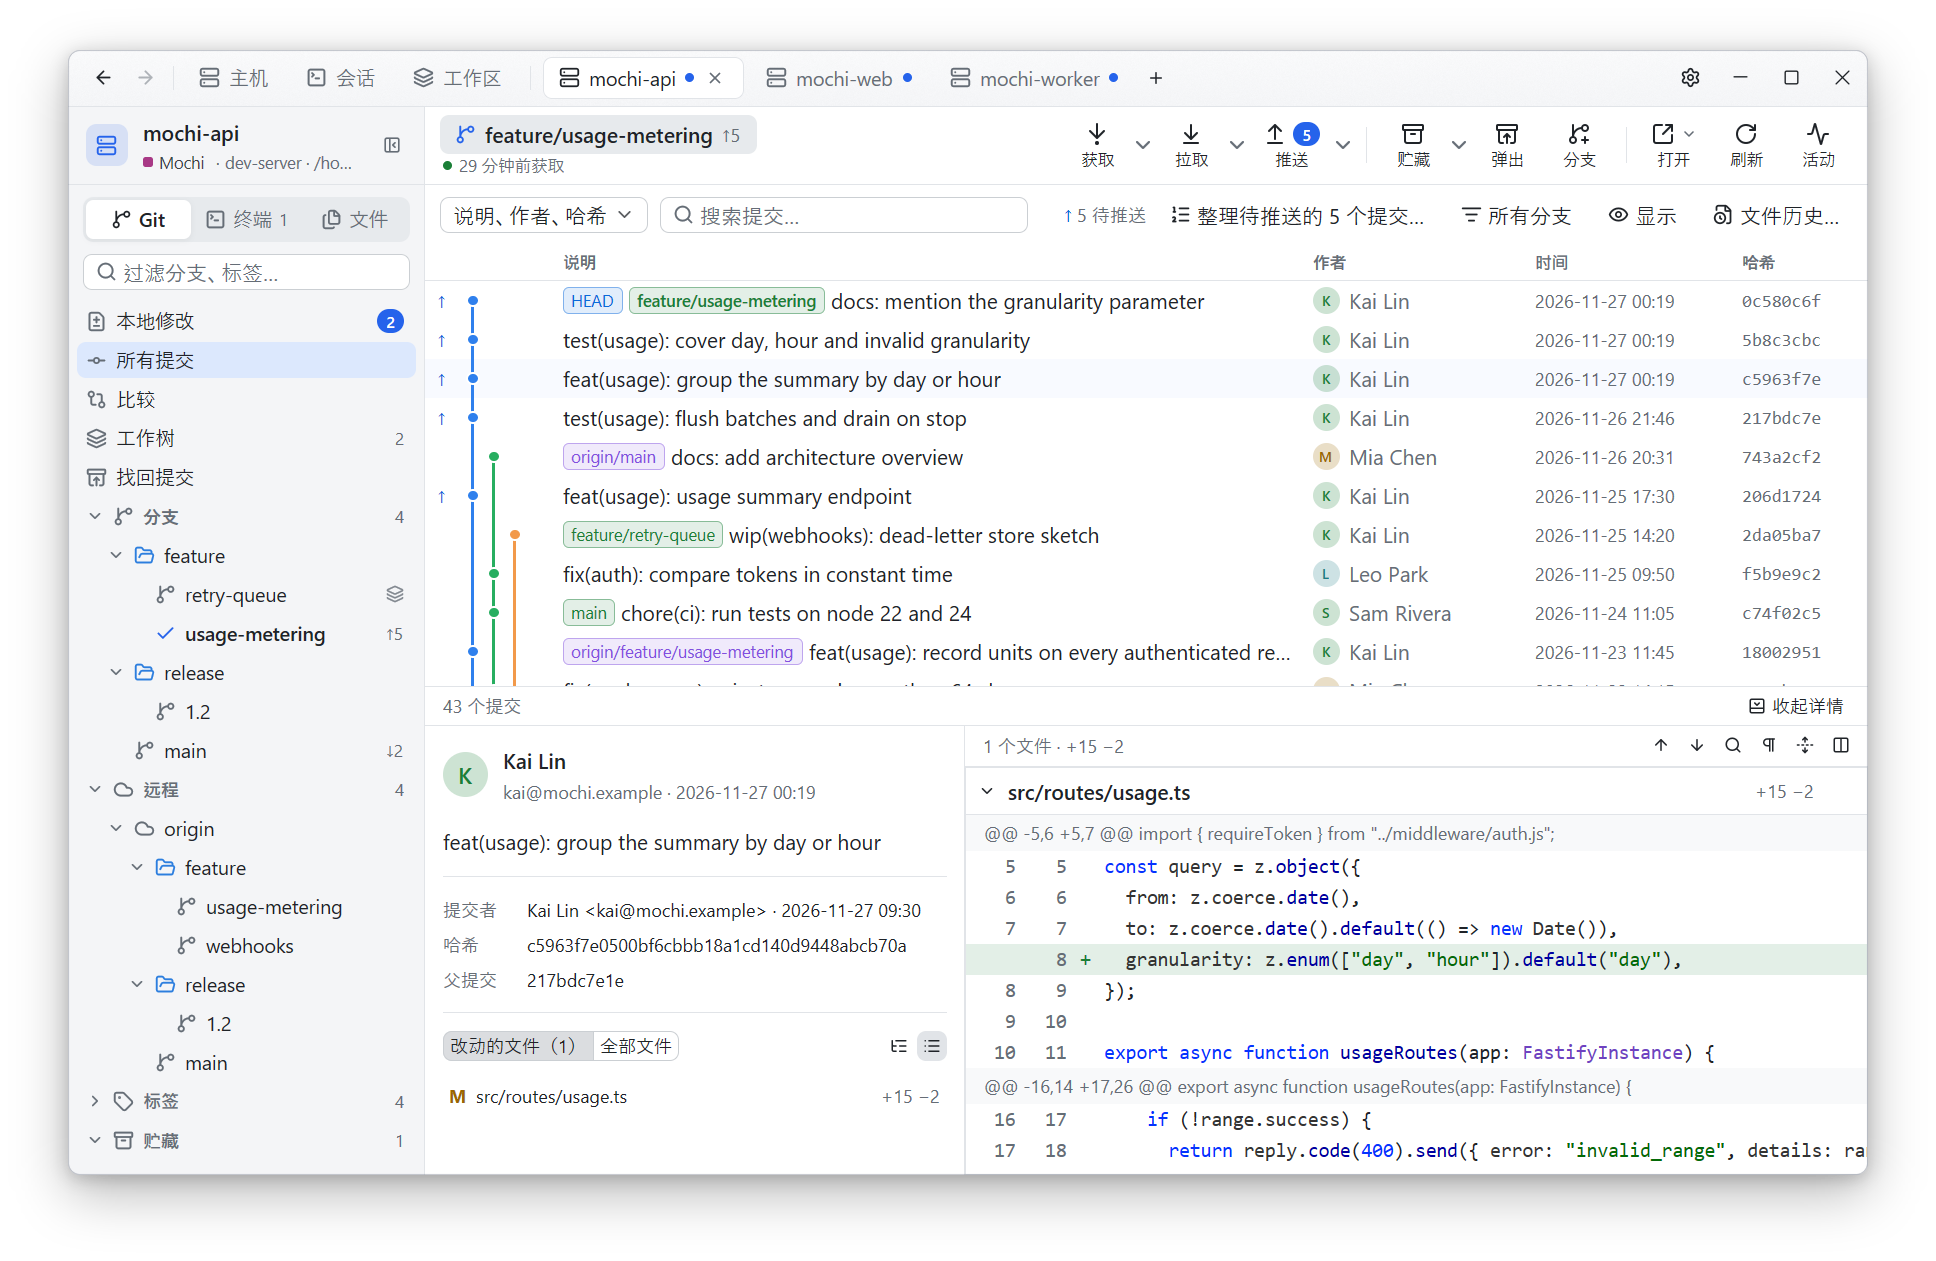 主机 会话 工作区 mochi-api mochi-web mochi-worker
mochi-api
Mochi · dev-server · /ho...
Git 终端 1 文件
过滤分支、标签...
本地修改 2
所有提交
比较
工作树 2
找回提交
分支 4
feature
retry-queue
usage-metering ↑5
release
1.2
main ↓2
远程 4
origin
feature
usage-metering
webhooks
release
1.2
main
标签 4
贮藏 1
feature/usage-metering ↑5
29 分钟前获取
获取 拉取 推送 5 贮藏 弹出 分支 打开 刷新 活动
说明、作者、哈希 搜索提交... ↑5 待推送 整理待推送的 5 个提交... 所有分支 显示 文件历史...
说明 作者 时间 哈希
↑ HEAD feature/usage-metering docs: mention the granularity parameter K Kai Lin 2026-11-27 00:19 0c580c6f
↑ test(usage): cover day, hour and invalid granularity K Kai Lin 2026-11-27 00:19 5b8c3cbc
↑ feat(usage): group the summary by day or hour K Kai Lin 2026-11-27 00:19 c5963f7e
↑ test(usage): flush batches and drain on stop K Kai Lin 2026-11-26 21:46 217bdc7e
origin/main docs: add architecture overview M Mia Chen 2026-11-26 20:31 743a2cf2
↑ feat(usage): usage summary endpoint K Kai Lin 2026-11-25 17:30 206d1724
feature/retry-queue wip(webhooks): dead-letter store sketch K Kai Lin 2026-11-25 14:20 2da05ba7
fix(auth): compare tokens in constant time L Leo Park 2026-11-25 09:50 f5b9e9c2
main chore(ci): run tests on node 22 and 24 S Sam Rivera 2026-11-24 11:05 c74f02c5
origin/feature/usage-metering feat(usage): record units on every authenticated re... K Kai Lin 2026-11-23 11:45 18002951
43 个提交 收起详情
K Kai Lin
kai@mochi.example · 2026-11-27 00:19
feat(usage): group the summary by day or hour
提交者 Kai Lin <kai@mochi.example> · 2026-11-27 09:30
哈希 c5963f7e0500bf6cbbb18a1cd140d9448abcb70a
父提交 217bdc7e1e
改动的文件（1） 全部文件
M src/routes/usage.ts +15 −2
1 个文件 · +15 −2
src/routes/usage.ts +15 −2
@@ -5,6 +5,7 @@ import { requireToken } from "../middleware/auth.js";
5 5 const query = z.object({
6 6 from: z.coerce.date(),
7 7 to: z.coerce.date().default(() => new Date()),
8 + granularity: z.enum(["day", "hour"]).default("day"),
8 9 });
9 10
10 11 export async function usageRoutes(app: FastifyInstance) {
@@ -16,14 +17,26 @@ export async function usageRoutes(app: FastifyInstance) {
16 17 if (!range.success) {
17 18 return reply.code(400).send({ error: "invalid_range", details: ra